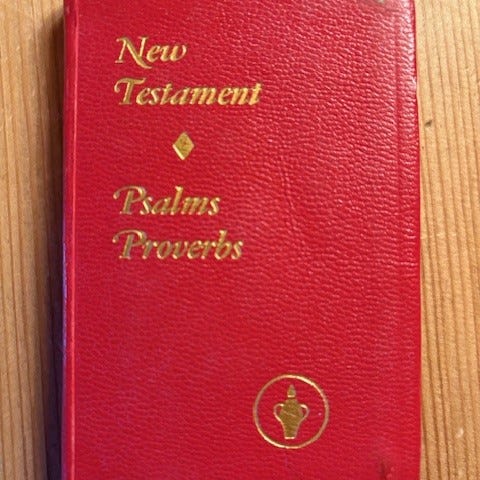 New
Testament
Psalms
Proverbs